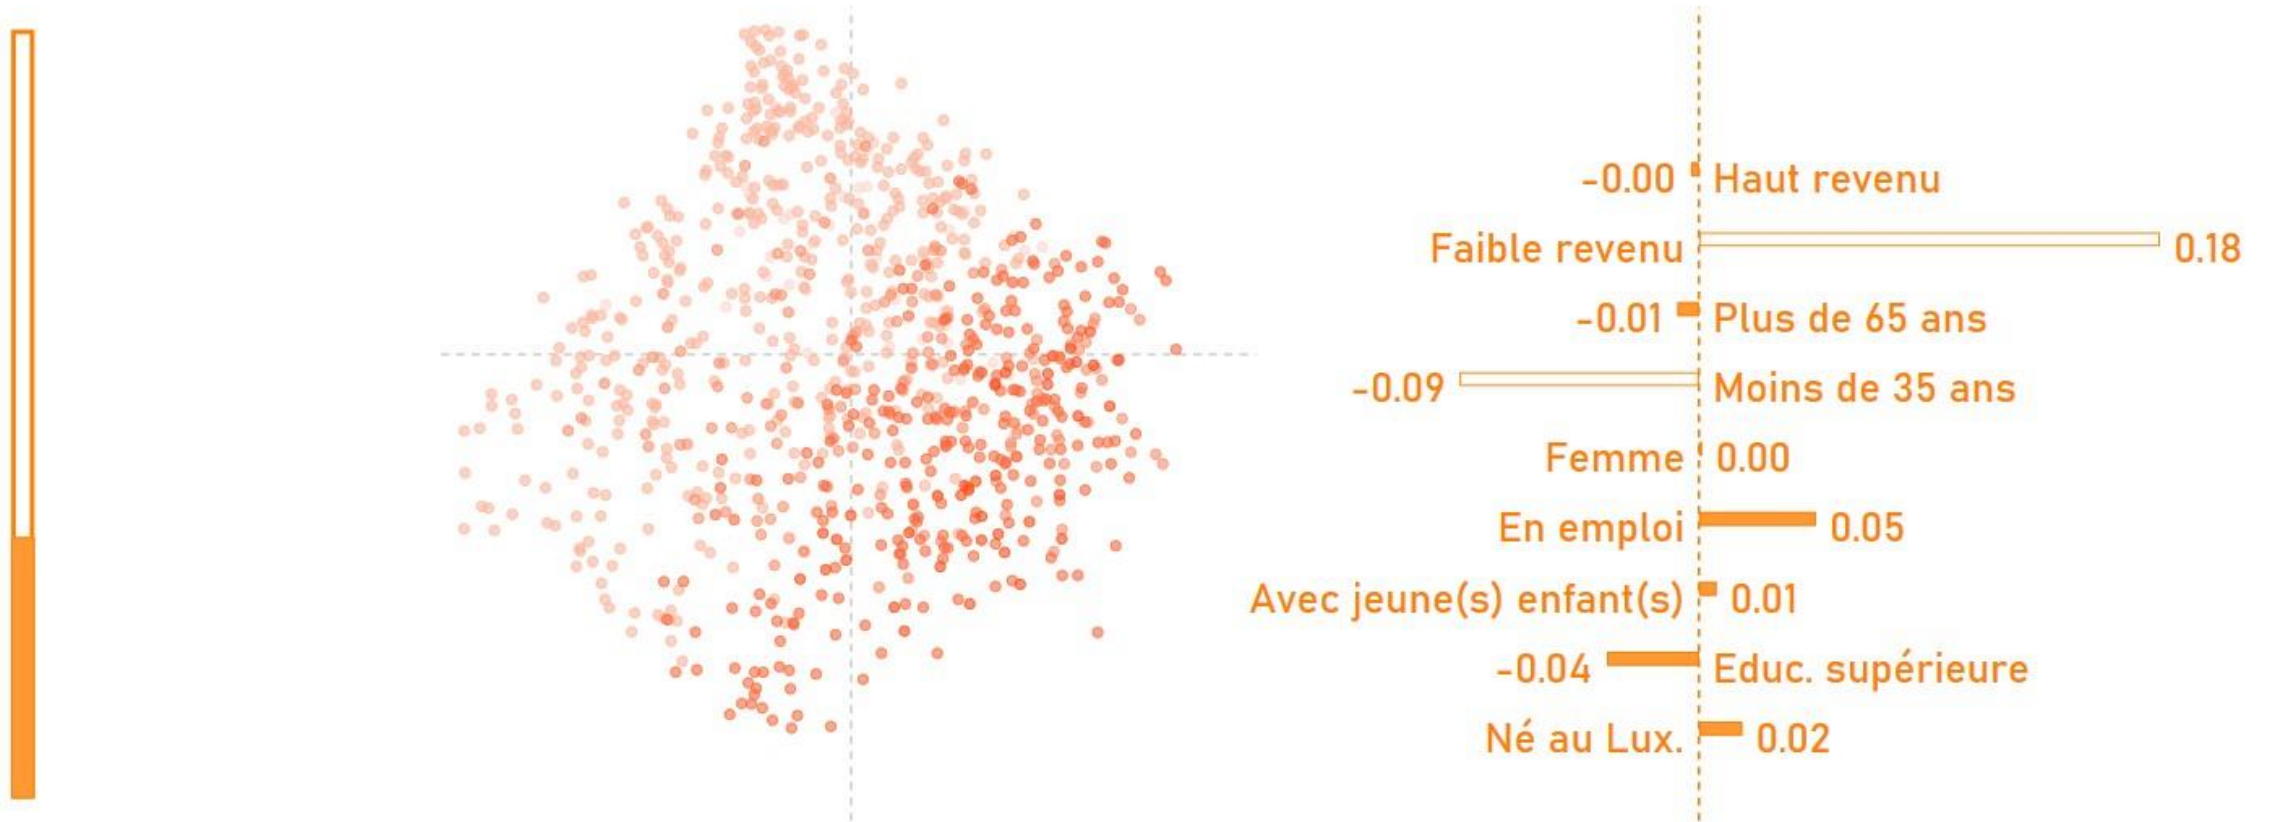 -0.00 Haut revenu
Faible revenu 0.18
-0.01 Plus de 65 ans
-0.09 Moins de 35 ans
Femme 0.00
En emploi 0.05
Avec jeune(s) enfant(s) 0.01
-0.04 Educ. supérieure
Né au Lux. 0.02